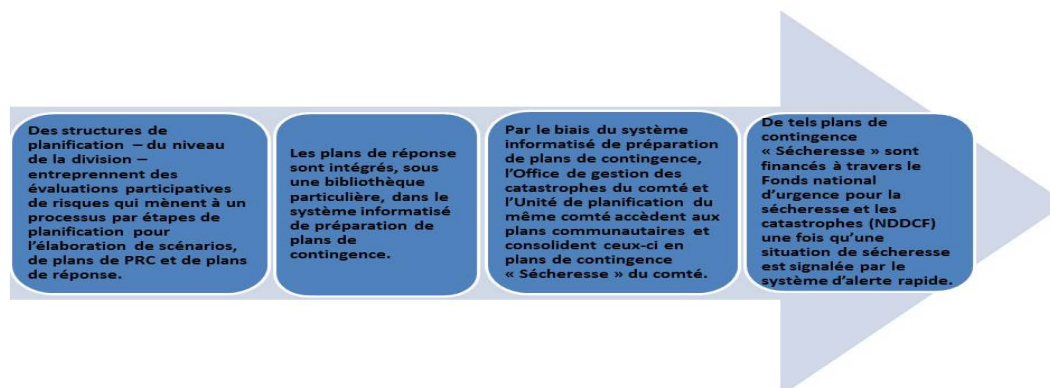 Des structures de
planification – du niveau
de la division –
entreprennent des
évaluations participatives
de risques qui mènent à un
processus par étapes de
planification pour
l’élaboration de scénarios,
de plans de PRC et de plans
de réponse.
Les plans de réponse
sont intégrés, sous
une bibliothèque
particulière, dans le
système informatisé
de préparation de
plans de
contingence.
Par le biais du système
informatisé de préparation
de plans de contingence,
l’Office de gestion des
catastrophes du comté et
l’Unité de planification du
même comté accèdent aux
plans communautaires et
consolident ceux-ci en
plans de contingence
« Sécheresse » du comté.
De tels plans de
contingence
« Sécheresse » sont
financés à travers le
Fonds national
d’urgence pour la
sécheresse et les
catastrophes (NDDCF)
une fois qu’une
situation de sécheresse
est signalée par le
système d’alerte rapide.